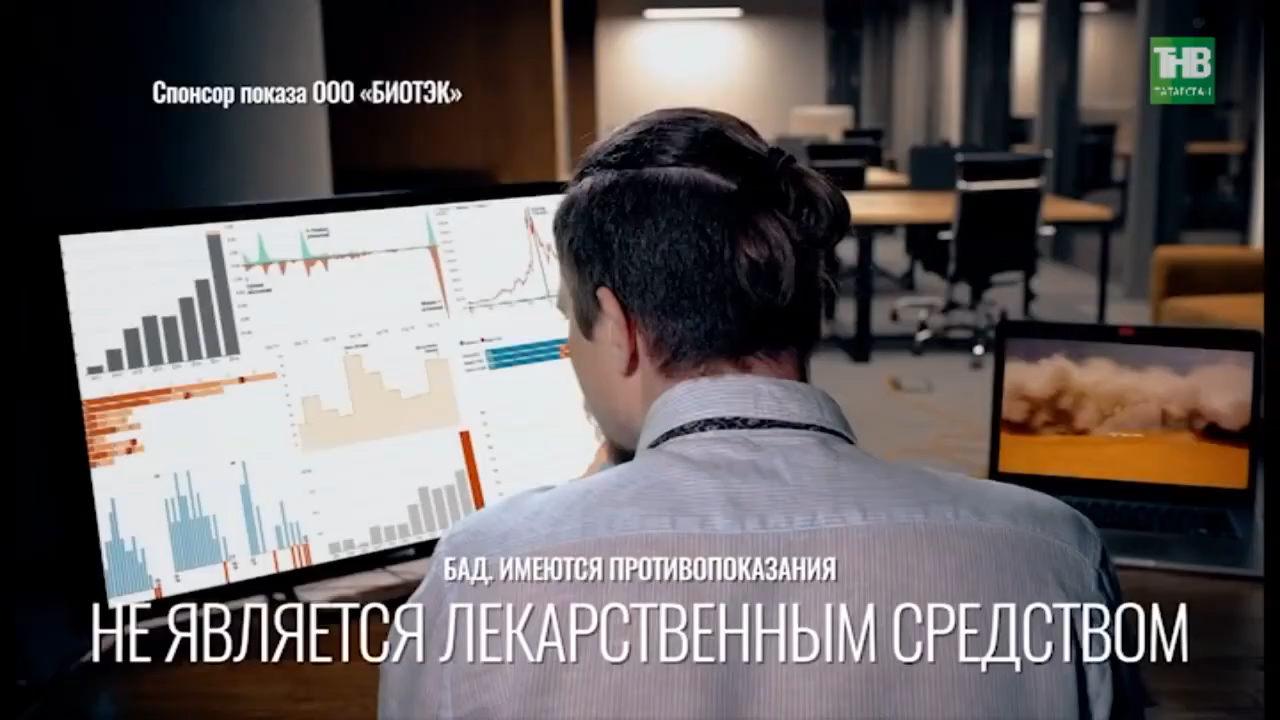 Спонсор показа ООО «БИОТЭК»
ТНВ
ТАТАРСТАН
БАД. ИМЕЮТСЯ ПРОТИВОПОКАЗАНИЯ
НЕ ЯВЛЯЕТСЯ ЛЕКАРСТВЕННЫМ СРЕДСТВОМ